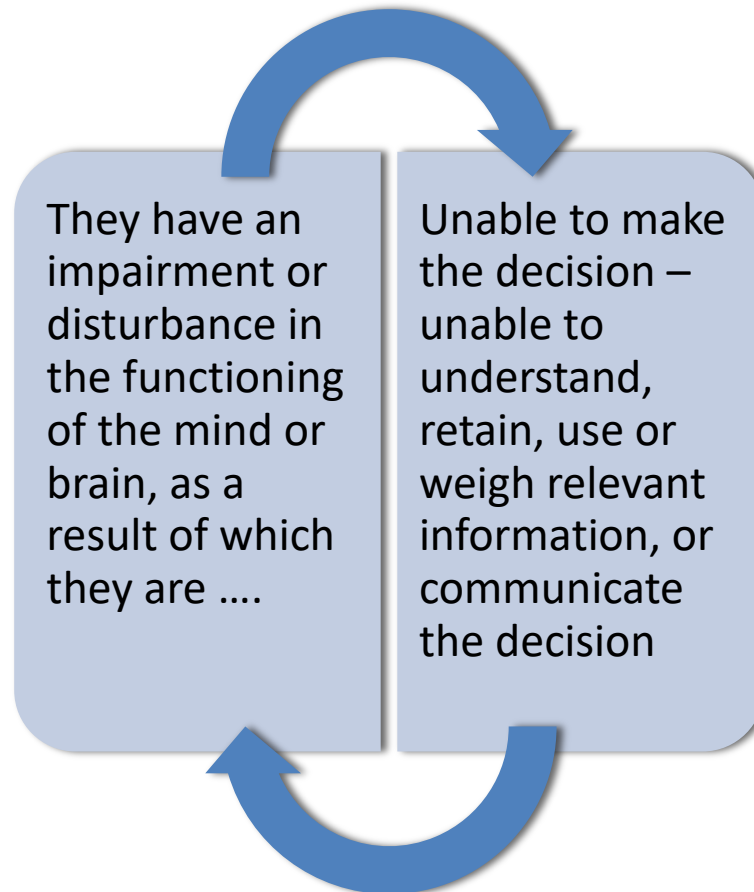 They have an
impairment or
disturbance in
the functioning
of the mind or
brain, as a
result of which
they are ....
Unable to make
the decision –
unable to
understand,
retain, use or
weigh relevant
information, or
communicate
the decision